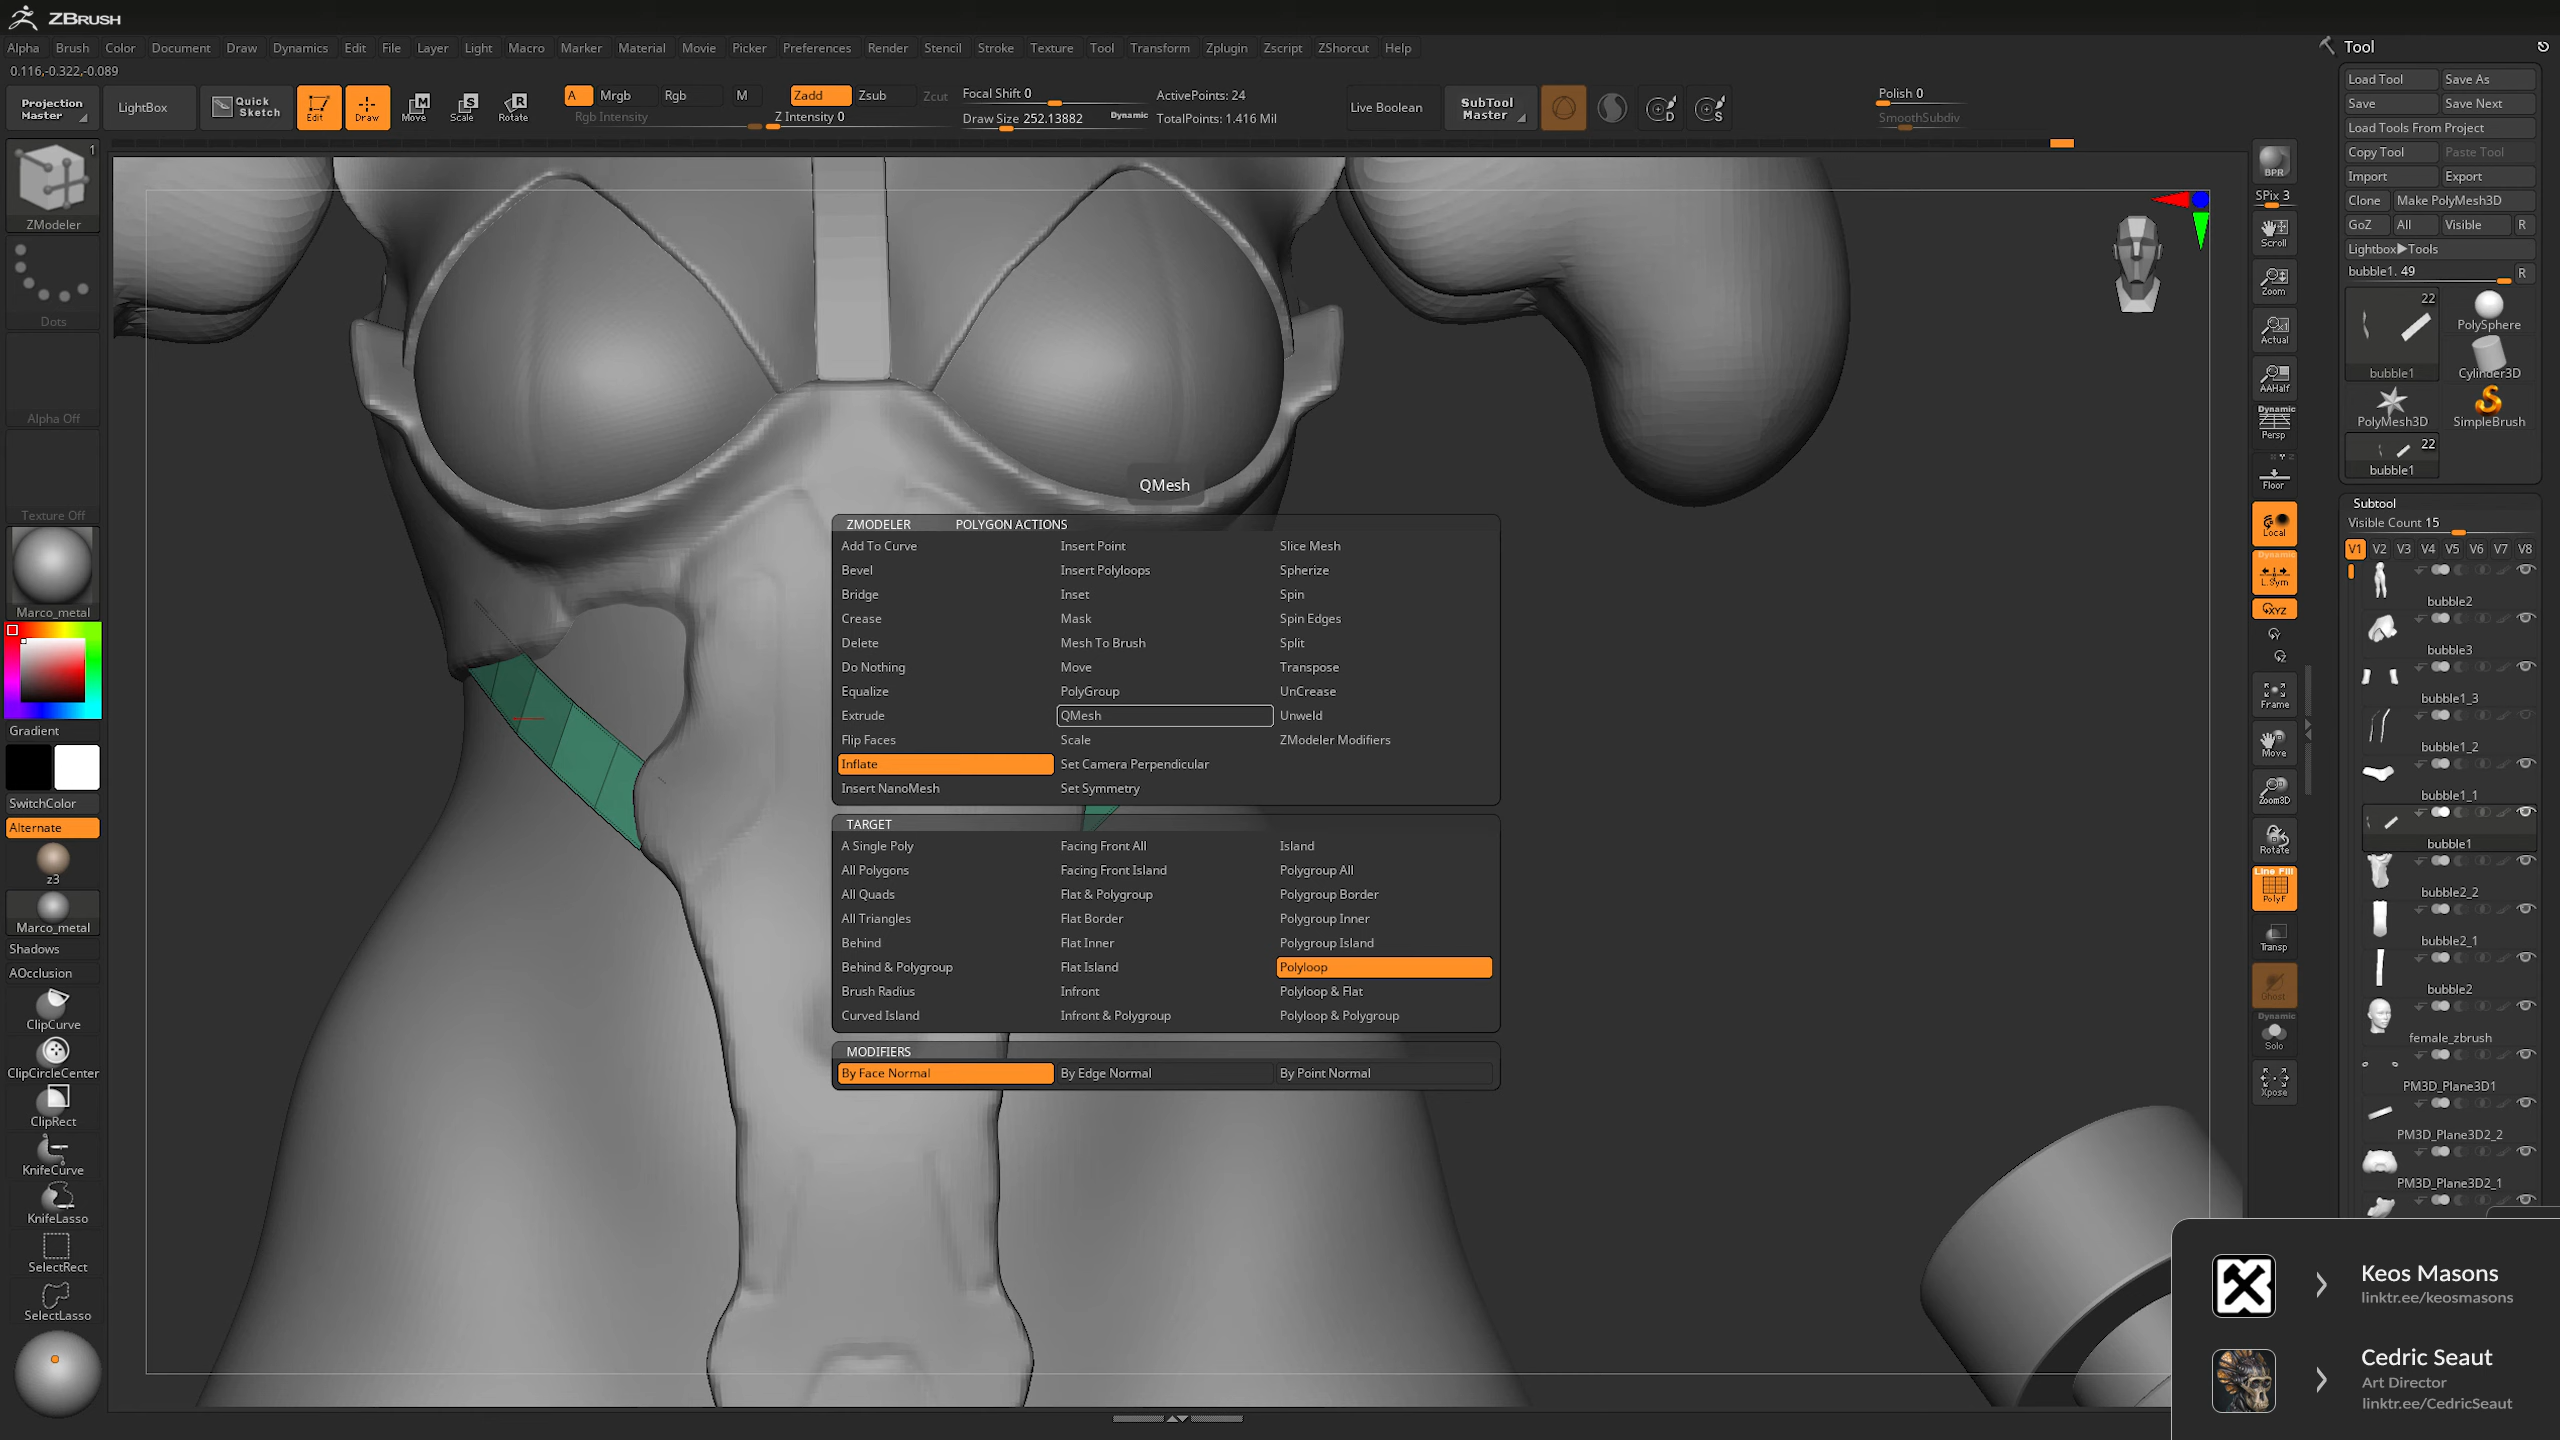 ZBRUSH
Alpha Brush Color Document Draw Dynamics Edit File Layer Light Macro Marker Material Movie Picker Preferences Render Stencil Stroke Texture Tool Transform Zplugin Zscript ZShorcut Help
0.116,-0.322,-0.089
Projection Master
LightBox
Quick Sketch
Edit
Draw
Move
Scale
Rotate
A Mrgb Rgb M
Rgb Intensity
Zadd Zsub Zcut
Z Intensity 0
Focal Shift 0
Draw Size 252.13882 Dynamic
ActivePoints: 24
TotalPoints: 1.416 Mil
Live Boolean
SubTool Master
Polish 0
SmoothSubdiv
1
ZModeler
Dots
Alpha Off
Texture Off
Marco_metal
Gradient
SwitchColor
Alternate
z3
Marco_metal
Shadows
AOcclusion
ClipCurve
ClipCircleCenter
ClipRect
KnifeCurve
KnifeLasso
SelectRect
SelectLasso
QMesh
ZMODELER POLYGON ACTIONS
Add To Curve Insert Point Slice Mesh
Bevel Insert Polyloops Spherize
Bridge Inset Spin
Crease Mask Spin Edges
Delete Mesh To Brush Split
Do Nothing Move Transpose
Equalize PolyGroup UnCrease
Extrude QMesh Unweld
Flip Faces Scale ZModeler Modifiers
Inflate Set Camera Perpendicular
Insert NanoMesh Set Symmetry
TARGET
A Single Poly Facing Front All Island
All Polygons Facing Front Island Polygroup All
All Quads Flat & Polygroup Polygroup Border
All Triangles Flat Border Polygroup Inner
Behind Flat Inner Polygroup Island
Behind & Polygroup Flat Island Polyloop
Brush Radius Infront Polyloop & Flat
Curved Island Infront & Polygroup Polyloop & Polygroup
MODIFIERS
By Face Normal By Edge Normal By Point Normal
BPR
SPix 3
Scroll
Zoom
Actual
AAHalf
Dynamic
Persp
Floor
Local
Dynamic
L.Sym
XYZ
Frame
Move
Zoom3D
Rotate
Line Fill
PolyF
Transp
Ghost
Dynamic
Solo
Xpose
Tool
Load Tool Save As
Save Save Next
Load Tools From Project
Copy Tool Paste Tool
Import Export
Clone Make PolyMesh3D
GoZ All Visible R
Lightbox▶Tools
bubble1. 49 R
22
bubble1
PolySphere
Cylinder3D
PolyMesh3D
SimpleBrush
22
bubble1
Subtool
Visible Count 15
V1 V2 V3 V4 V5 V6 V7 V8
bubble2
bubble3
bubble1_3
bubble1_2
bubble1_1
bubble1
bubble2_2
bubble2_1
bubble2
female_zbrush
PM3D_Plane3D1
PM3D_Plane3D2_2
PM3D_Plane3D2_1
Keos Masons
linktr.ee/keosmasons
Cedric Seaut
Art Director
linktr.ee/CedricSeaut